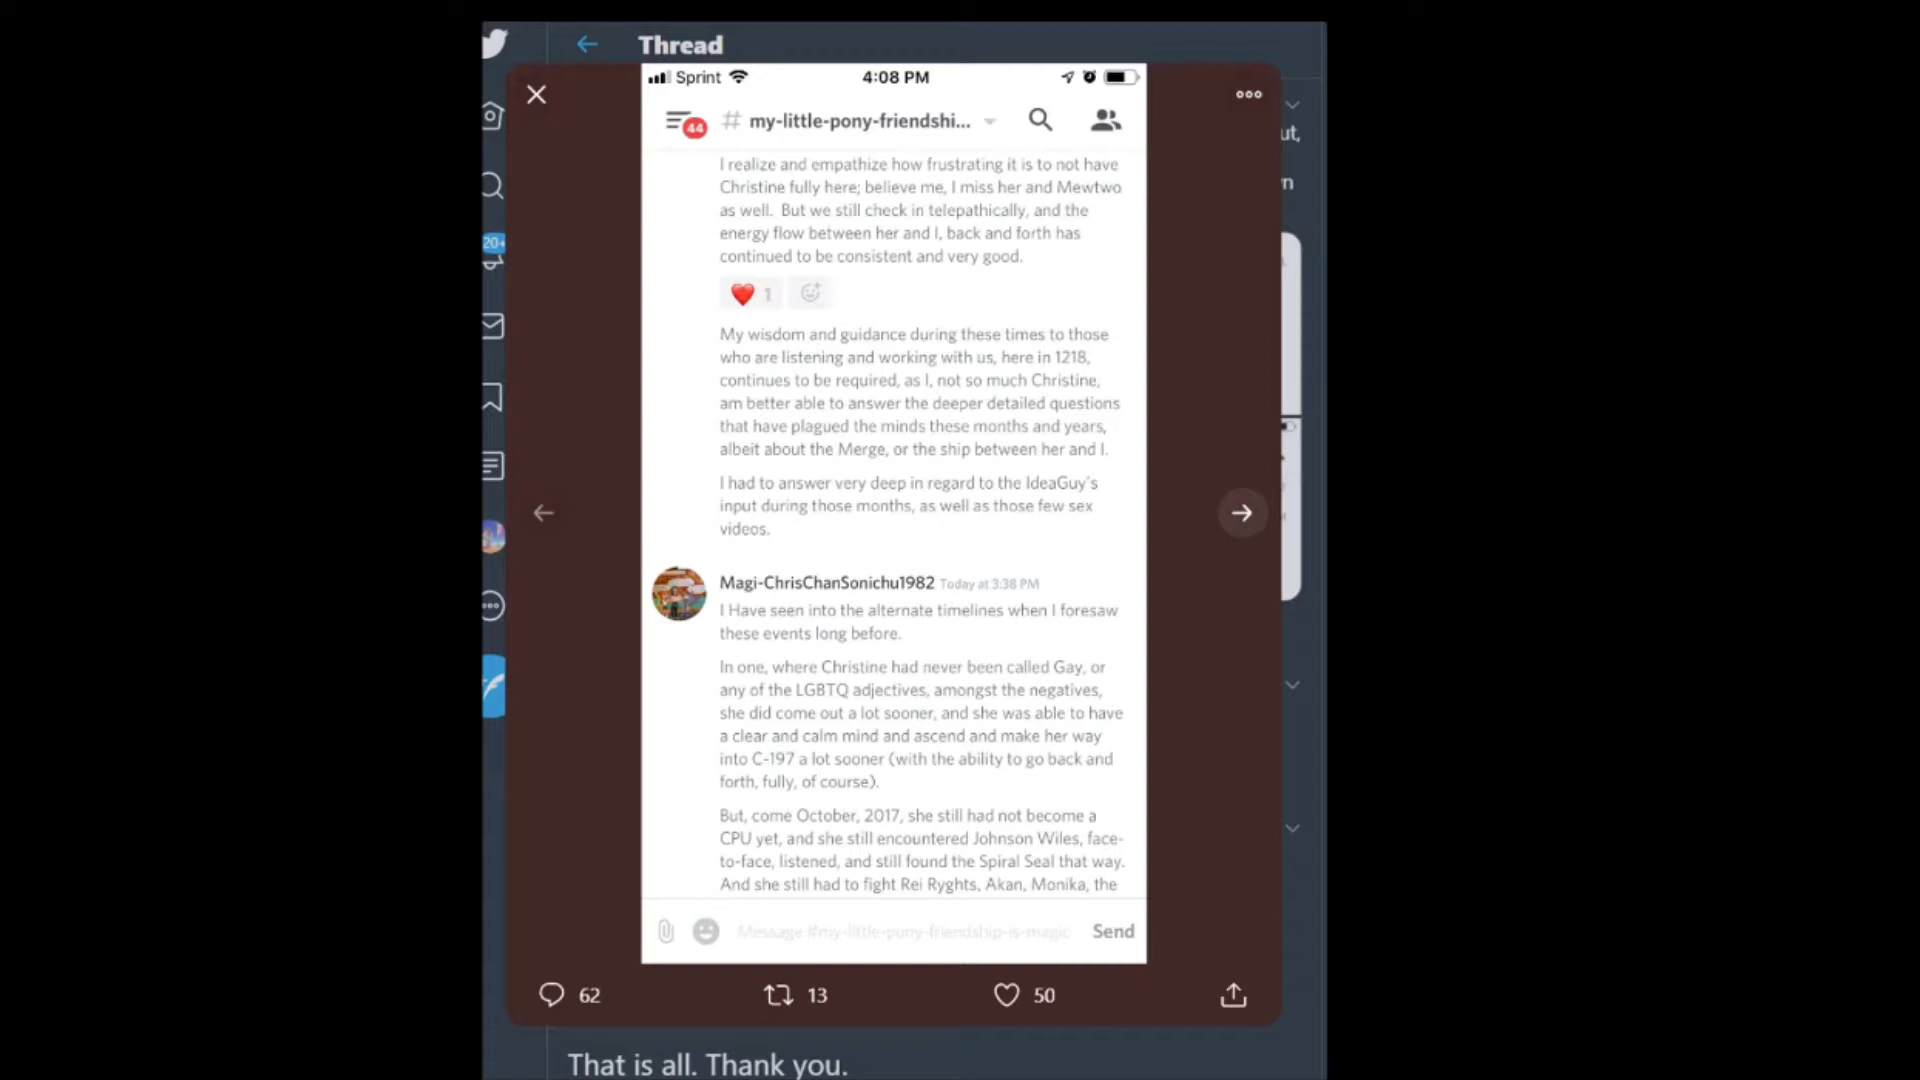 Thread
Sprint
4:08 PM
44
# my-little-pony-friendshi...
ut,
n
20+
I realize and empathize how frustrating it is to not have
Christine fully here; believe me, I miss her and Mewtwo
as well. But we still check in telepathically, and the
energy flow between her and I, back and forth has
continued to be consistent and very good.
1
My wisdom and guidance during these times to those
who are listening and working with us, here in 1218,
continues to be required, as I, not so much Christine,
am better able to answer the deeper detailed questions
that have plagued the minds these months and years,
albeit about the Merge, or the ship between her and I.
I had to answer very deep in regard to the IdeaGuy's
input during those months, as well as those few sex
videos.
Magi-ChrisChanSonichu1982 Today at 3:38 PM
I Have seen into the alternate timelines when I foresaw
these events long before.
In one, where Christine had never been called Gay, or
any of the LGBTQ adjectives, amongst the negatives,
she did come out a lot sooner, and she was able to have
a clear and calm mind and ascend and make her way
into C-197 a lot sooner (with the ability to go back and
forth, fully, of course).
But, come October, 2017, she still had not become a
CPU yet, and she still encountered Johnson Wiles, face-
to-face, listened, and still found the Spiral Seal that way.
And she still had to fight Rei Ryghts, Akan, Monika, the
Message #my-little-pony-friendship-is-magic
Send
62
13
50
That is all. Thank you.